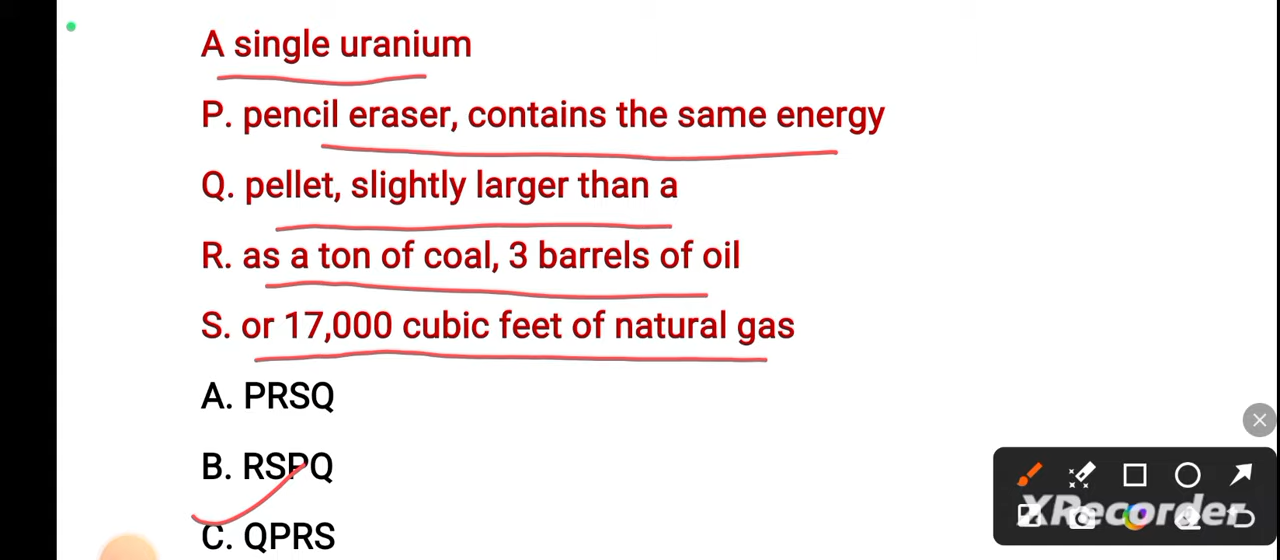 A single uranium
P. pencil eraser, contains the same energy
Q. pellet, slightly larger than a
R. as a ton of coal, 3 barrels of oil
S. or 17,000 cubic feet of natural gas
A. PRSQ
B. RSPQ
C. QPRS
XRecorder